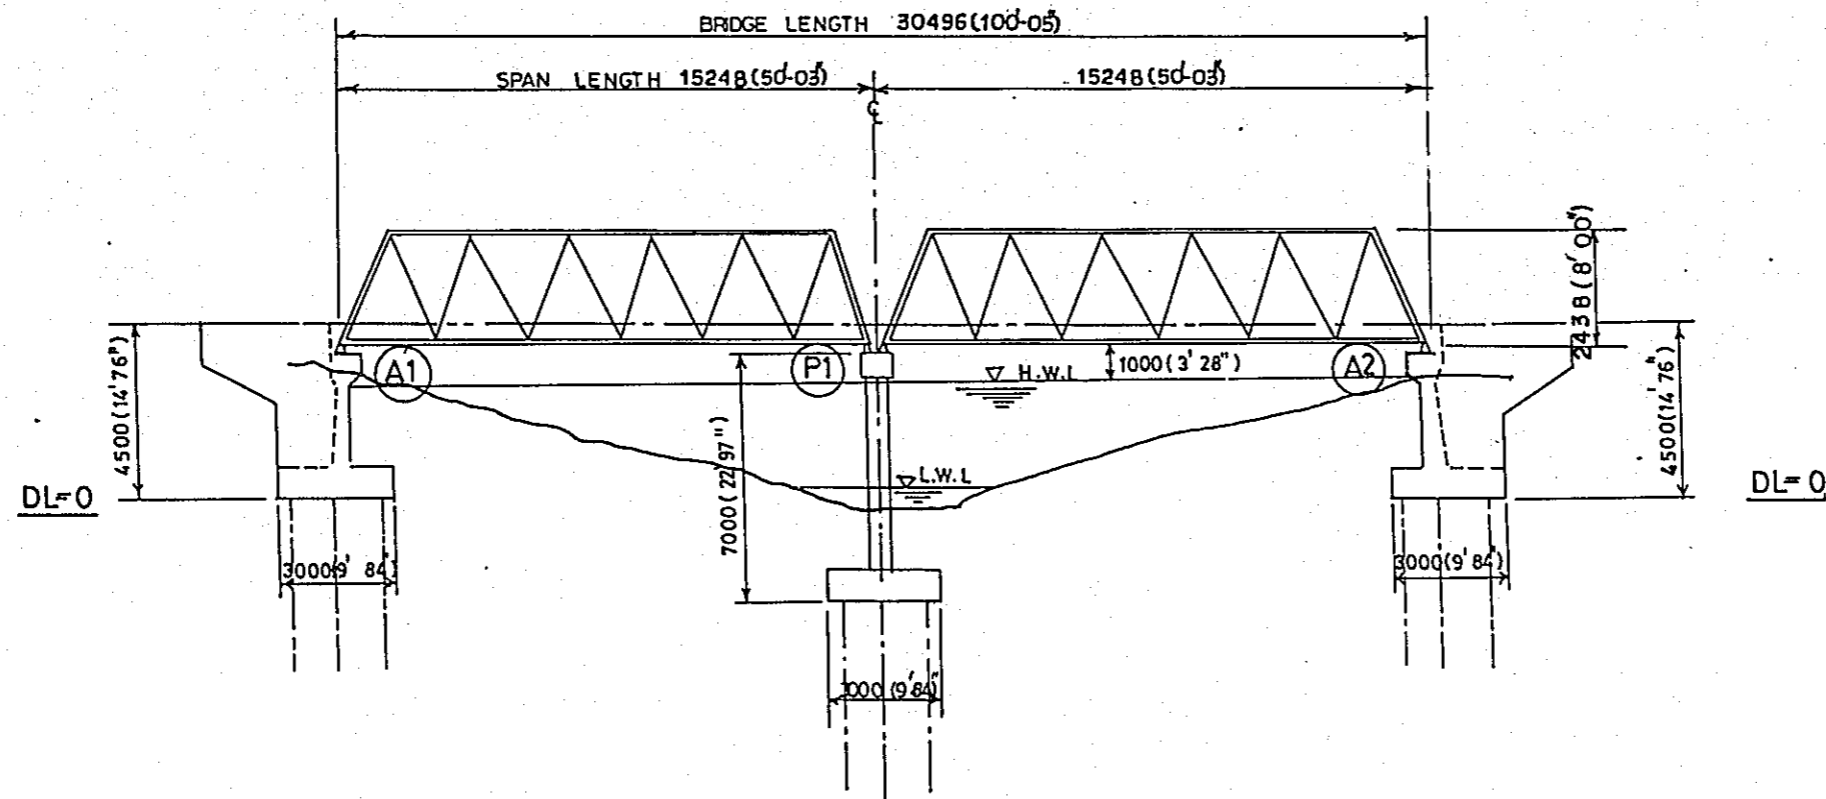 BRIDGE LENGTH 30496(100'-05")
SPAN LENGTH 15248(50'-03")
15248(50'-03")
℄
2438(8' 00")
A1
P1
1000(3' 28")
H.W.L
A2
4500(14' 76")
7000(22' 97")
L.W.L
4500(14' 76")
DL=0
DL=0
3000(9' 84")
3000(9' 84")
(9' 84")